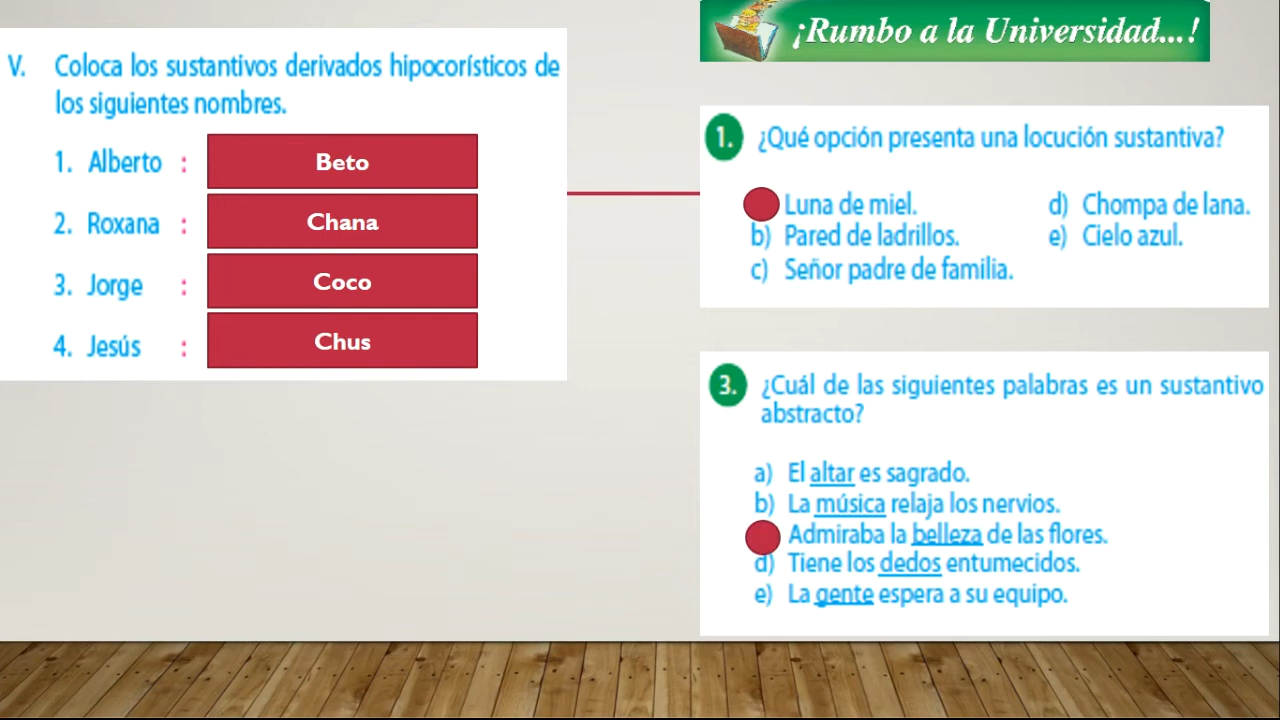 ¡Rumbo a la Universidad...!
V. Coloca los sustantivos derivados hipocorísticos de
los siguientes nombres.
1. Alberto : Beto
2. Roxana : Chana
3. Jorge : Coco
4. Jesús : Chus
1. ¿Qué opción presenta una locución sustantiva?
Luna de miel.
b) Pared de ladrillos.
c) Señor padre de familia.
d) Chompa de lana.
e) Cielo azul.
3. ¿Cuál de las siguientes palabras es un sustantivo
abstracto?
a) El altar es sagrado.
b) La música relaja los nervios.
Admiraba la belleza de las flores.
d) Tiene los dedos entumecidos.
e) La gente espera a su equipo.